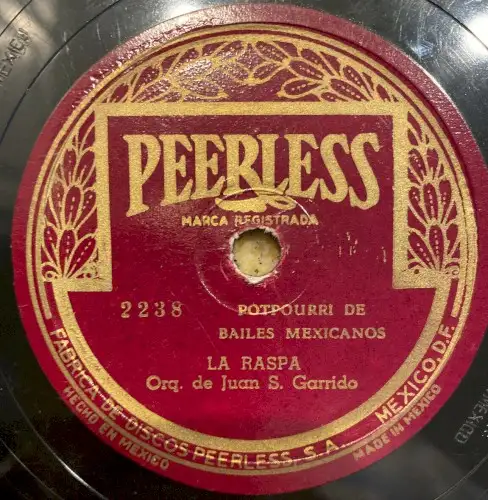 PEERLESS
MARCA REGISTRADA
2238 POTPOURRI DE
BAILES MEXICANOS
LA RASPA
Orq. de Juan S. Garrido
FABRICA DE DISCOS PEERLESS, S.A. MEXICO, D.F.
HECHO EN MEXICO
MADE IN MEXICO
MEXICO